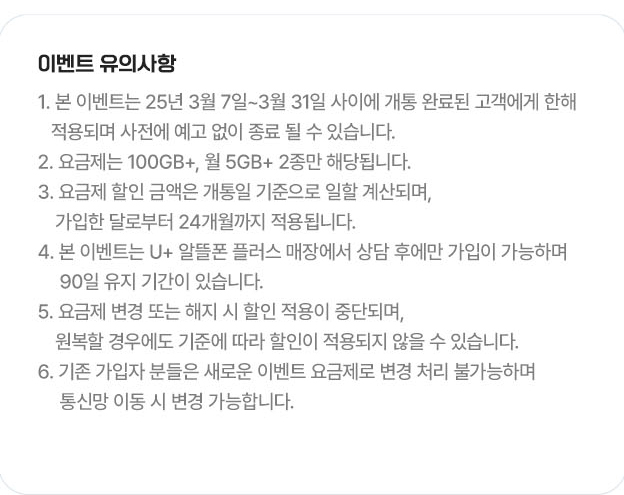 이벤트 유의사항
1. 본 이벤트는 25년 3월 7일~3월 31일 사이에 개통 완료된 고객에게 한해
적용되며 사전에 예고 없이 종료 될 수 있습니다.
2. 요금제는 100GB+, 월 5GB+ 2종만 해당됩니다.
3. 요금제 할인 금액은 개통일 기준으로 일할 계산되며,
가입한 달로부터 24개월까지 적용됩니다.
4. 본 이벤트는 U+ 알뜰폰 플러스 매장에서 상담 후에만 가입이 가능하며
90일 유지 기간이 있습니다.
5. 요금제 변경 또는 해지 시 할인 적용이 중단되며,
원복할 경우에도 기준에 따라 할인이 적용되지 않을 수 있습니다.
6. 기존 가입자 분들은 새로운 이벤트 요금제로 변경 처리 불가능하며
통신망 이동 시 변경 가능합니다.